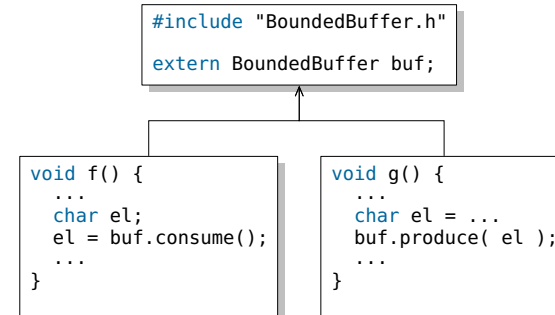 #include "BoundedBuffer.h"
extern BoundedBuffer buf;
void f() {
...
char el;
el = buf.consume();
...
}
void g() {
...
char el = ...
buf.produce( el );
...
}